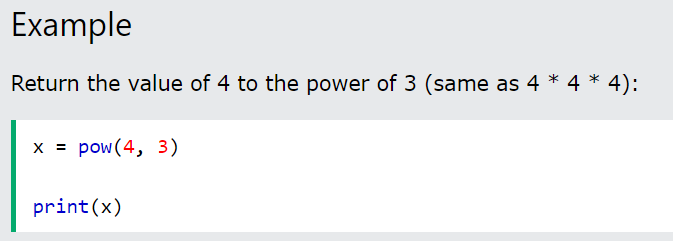 Example
Return the value of 4 to the power of 3 (same as 4 * 4 * 4):
x = pow(4, 3)
print(x)